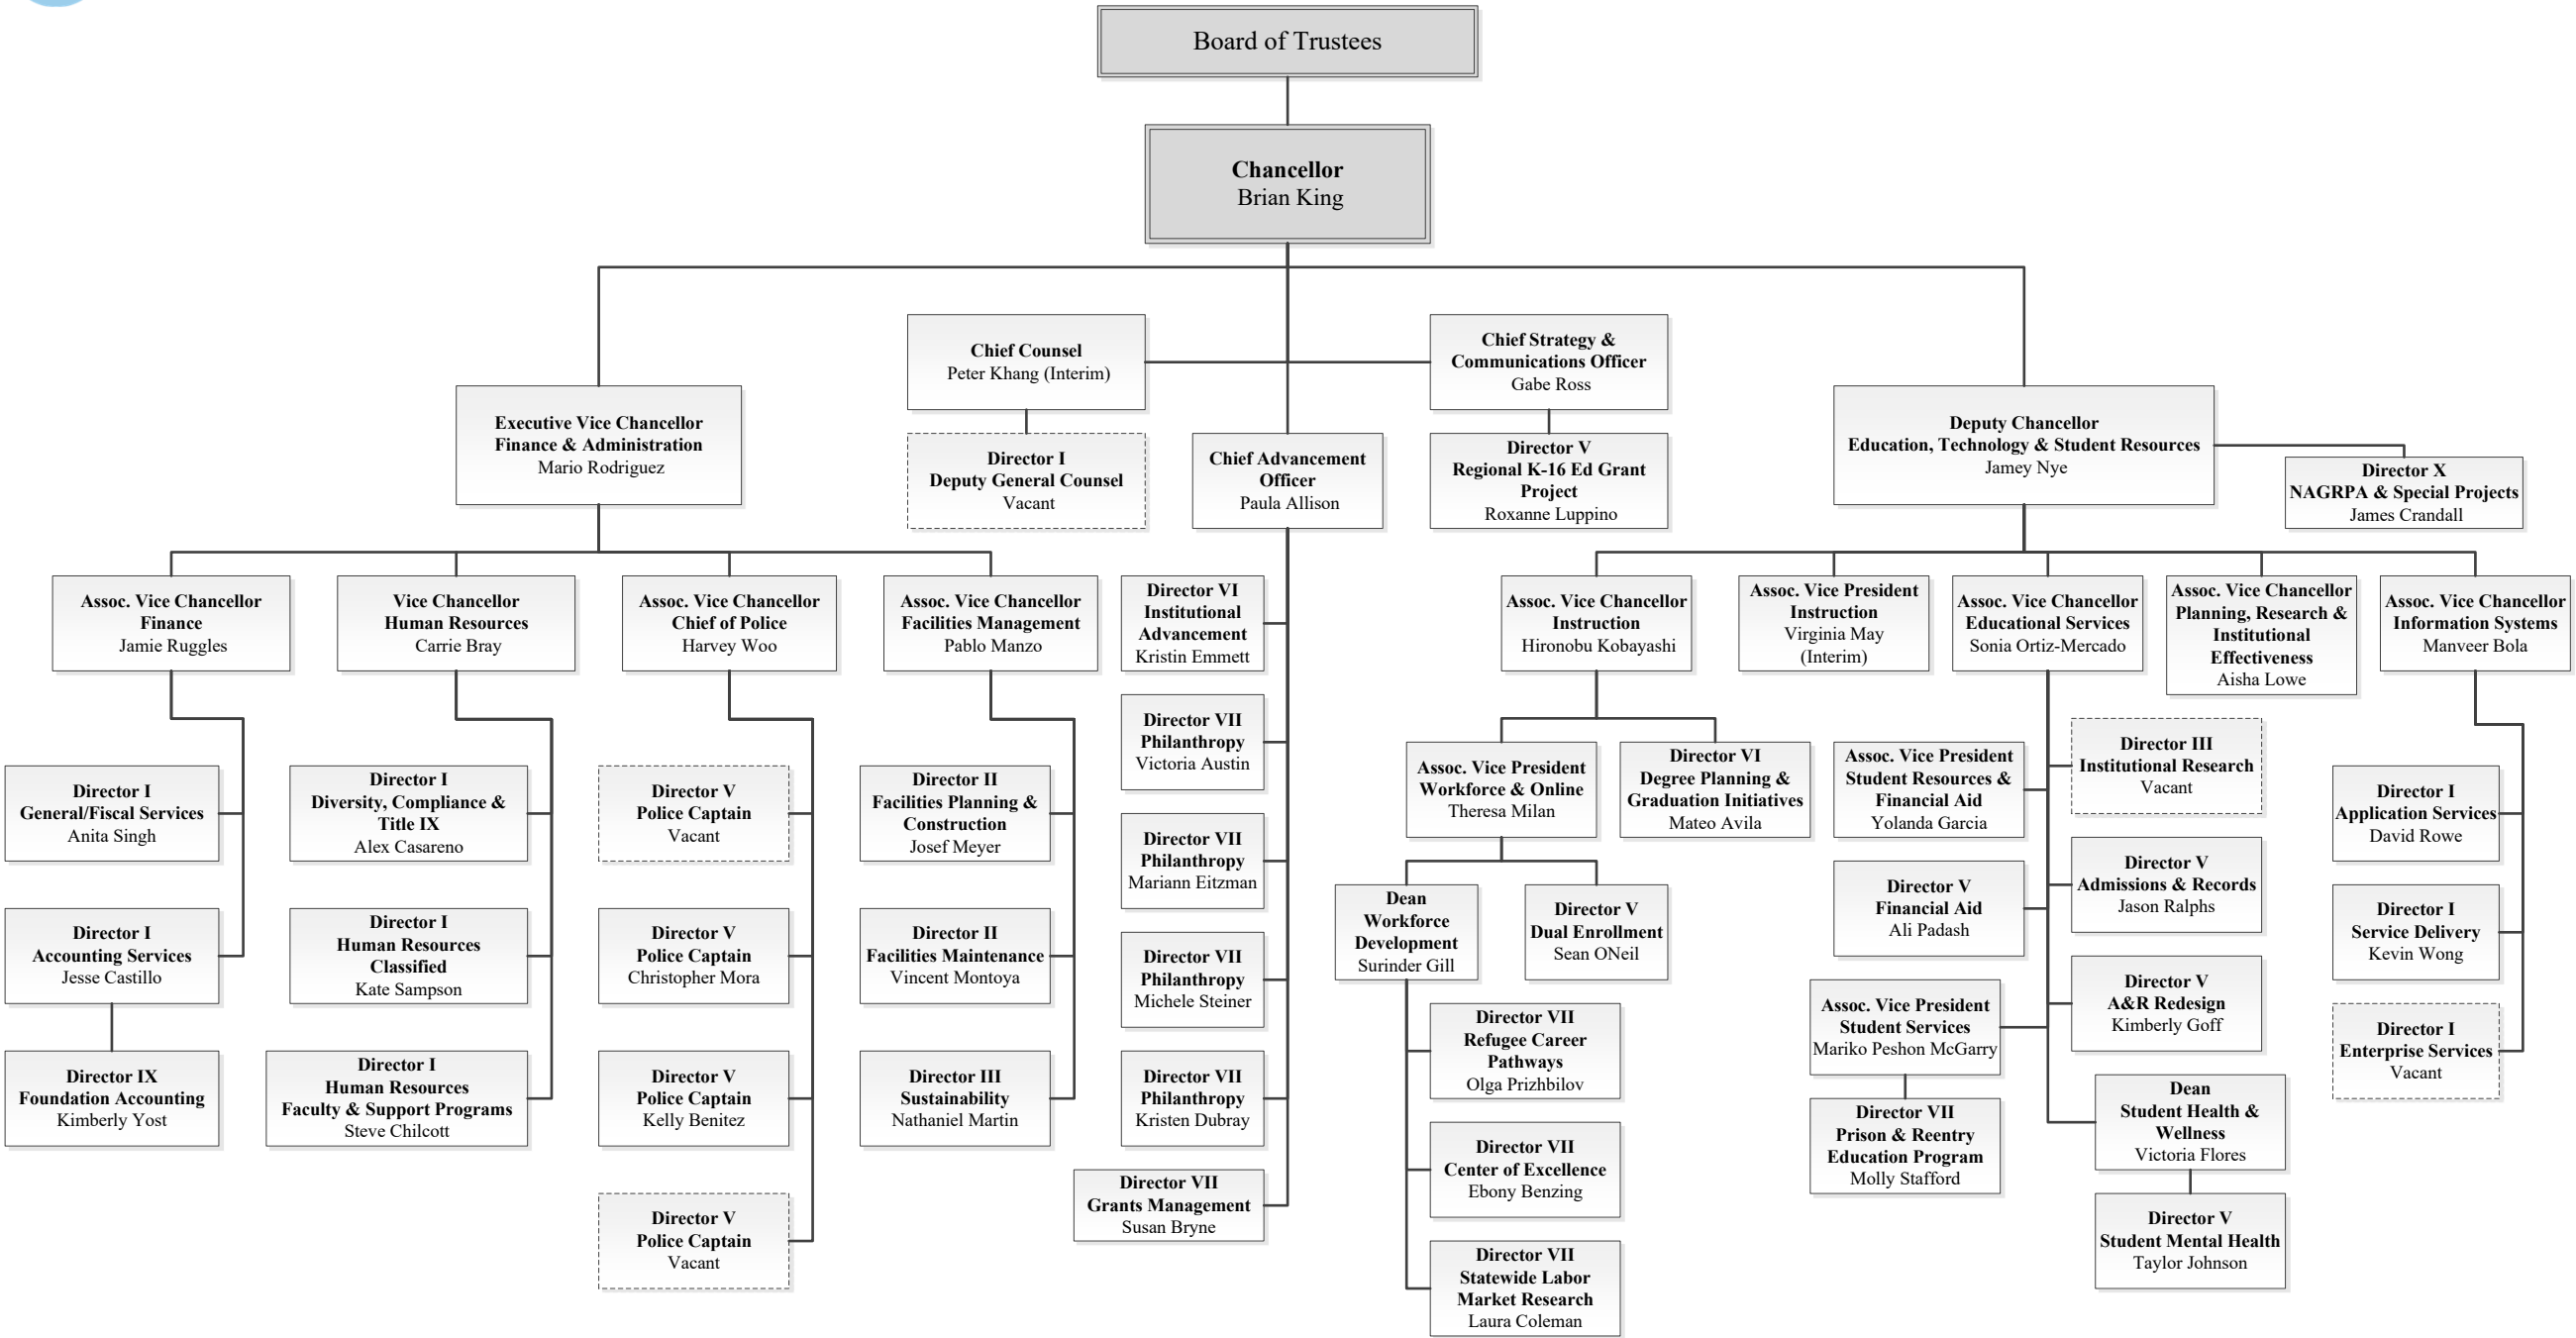 Board of Trustees
Chancellor
Brian King
Chief Counsel
Peter Khang (Interim)
Chief Strategy &
Communications Officer
Gabe Ross
Executive Vice Chancellor
Finance & Administration
Mario Rodriguez
Director I
Deputy General Counsel
Vacant
Chief Advancement
Officer
Paula Allison
Director V
Regional K-16 Ed Grant
Project
Roxanne Luppino
Deputy Chancellor
Education, Technology & Student Resources
Jamey Nye
Director X
NAGRPA & Special Projects
James Crandall
Assoc. Vice Chancellor
Finance
Jamie Ruggles
Vice Chancellor
Human Resources
Carrie Bray
Assoc. Vice Chancellor
Chief of Police
Harvey Woo
Assoc. Vice Chancellor
Facilities Management
Pablo Manzo
Director VI
Institutional
Advancement
Kristin Emmett
Assoc. Vice Chancellor
Instruction
Hironobu Kobayashi
Assoc. Vice President
Instruction
Virginia May
(Interim)
Assoc. Vice Chancellor
Educational Services
Sonia Ortiz-Mercado
Assoc. Vice Chancellor
Planning, Research &
Institutional
Effectiveness
Aisha Lowe
Assoc. Vice Chancellor
Information Systems
Manveer Bola
Director I
General/Fiscal Services
Anita Singh
Director I
Accounting Services
Jesse Castillo
Director IX
Foundation Accounting
Kimberly Yost
Director I
Diversity, Compliance &
Title IX
Alex Casareno
Director I
Human Resources
Classified
Kate Sampson
Director I
Human Resources
Faculty & Support Programs
Steve Chilcott
Director V
Police Captain
Vacant
Director V
Police Captain
Christopher Mora
Director V
Police Captain
Kelly Benitez
Director V
Police Captain
Vacant
Director II
Facilities Planning &
Construction
Josef Meyer
Director II
Facilities Maintenance
Vincent Montoya
Director III
Sustainability
Nathaniel Martin
Director VII
Philanthropy
Victoria Austin
Director VII
Philanthropy
Mariann Eitzman
Director VII
Philanthropy
Michele Steiner
Director VII
Philanthropy
Kristen Dubray
Director VII
Grants Management
Susan Bryne
Assoc. Vice President
Workforce & Online
Theresa Milan
Director VI
Degree Planning &
Graduation Initiatives
Mateo Avila
Dean
Workforce
Development
Surinder Gill
Director V
Dual Enrollment
Sean ONeil
Director VII
Refugee Career
Pathways
Olga Prizhbilov
Director VII
Center of Excellence
Ebony Benzing
Director VII
Statewide Labor
Market Research
Laura Coleman
Assoc. Vice President
Student Resources &
Financial Aid
Yolanda Garcia
Director V
Financial Aid
Ali Padash
Assoc. Vice President
Student Services
Mariko Peshon McGarry
Director VII
Prison & Reentry
Education Program
Molly Stafford
Director III
Institutional Research
Vacant
Director V
Admissions & Records
Jason Ralphs
Director V
A&R Redesign
Kimberly Goff
Dean
Student Health &
Wellness
Victoria Flores
Director V
Student Mental Health
Taylor Johnson
Director I
Application Services
David Rowe
Director I
Service Delivery
Kevin Wong
Director I
Enterprise Services
Vacant